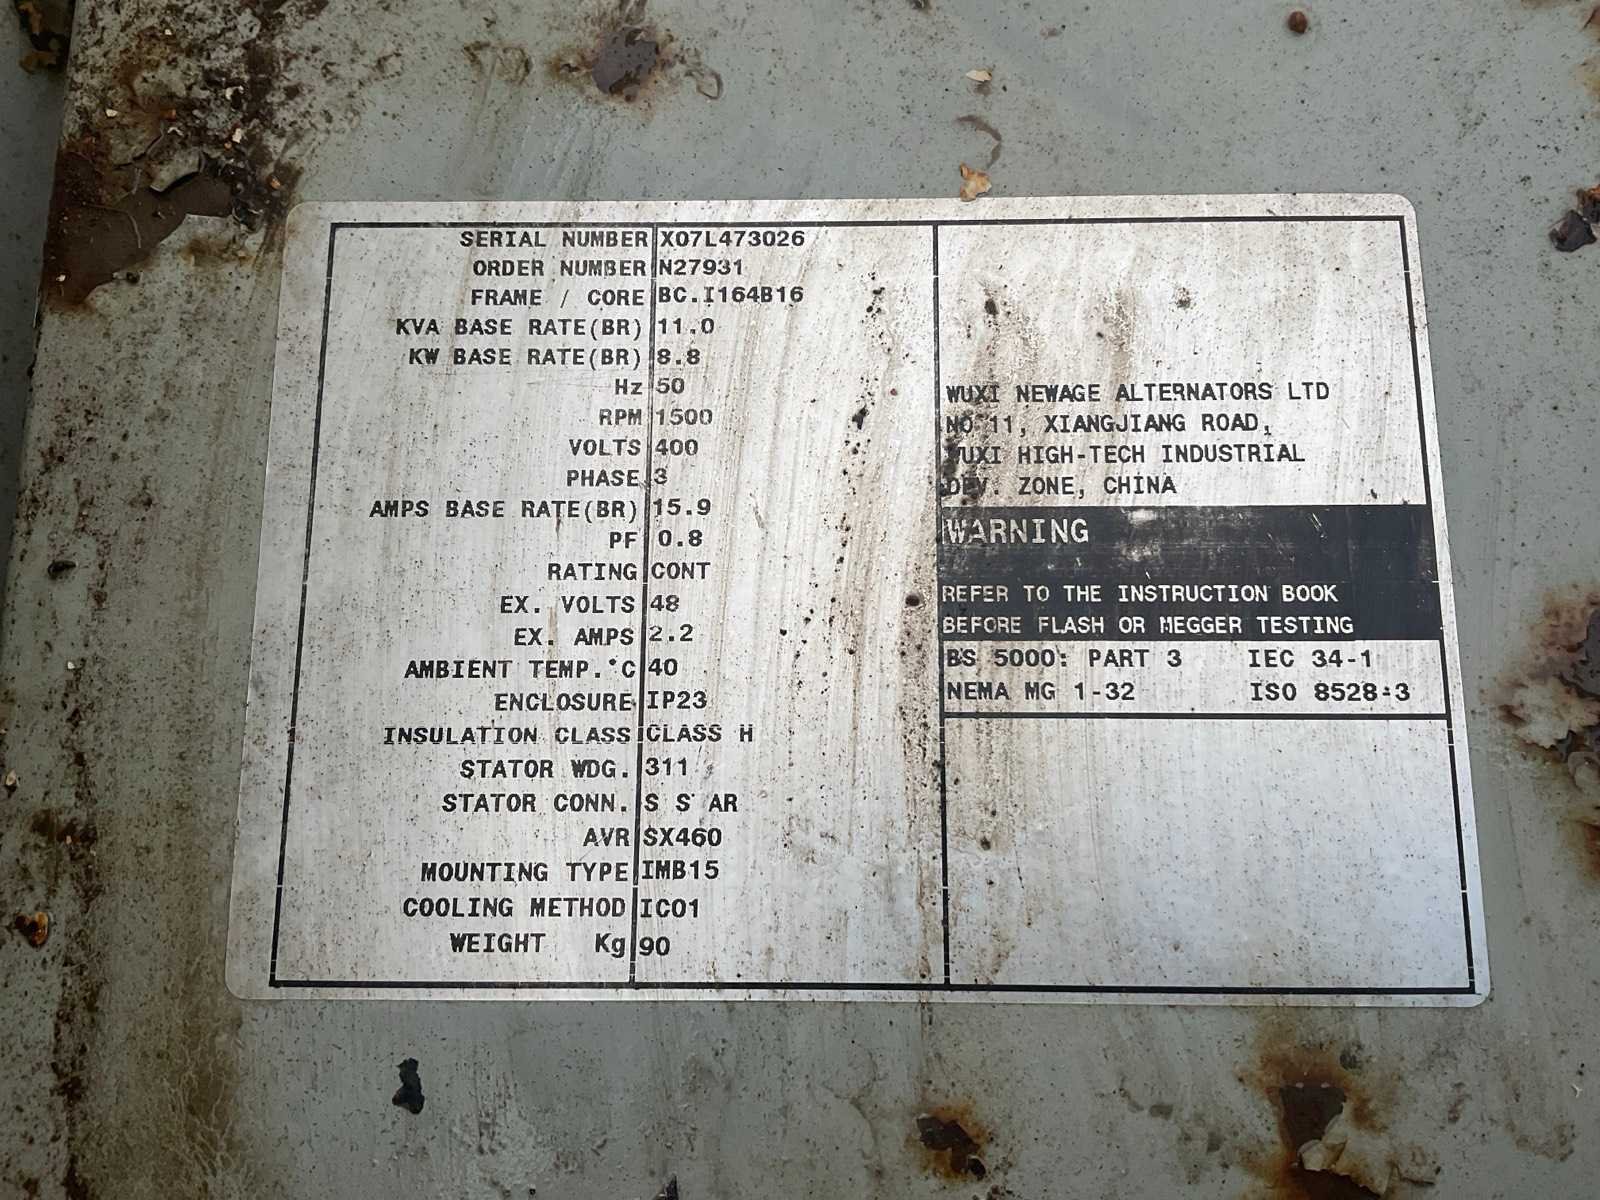 SERIAL NUMBER X07L473026
ORDER NUMBER N27931
FRAME / CORE BC.I164B16
KVA BASE RATE(BR) 11.0
KW BASE RATE(BR) 8.8
Hz 50
RPM 1500
VOLTS 400
PHASE 3
AMPS BASE RATE(BR) 15.9
PF 0.8
RATING CONT
EX. VOLTS 48
EX. AMPS 2.2
AMBIENT TEMP.°C 40
ENCLOSURE IP23
INSULATION CLASS CLASS H
STATOR WDG. 311
STATOR CONN. S S AR
AVR SX460
MOUNTING TYPE IMB15
COOLING METHOD IC01
WEIGHT Kg 90
WUXI NEWAGE ALTERNATORS LTD
NO 11, XIANGJIANG ROAD,
WUXI HIGH-TECH INDUSTRIAL
DEV. ZONE, CHINA
WARNING
REFER TO THE INSTRUCTION BOOK
BEFORE FLASH OR MEGGER TESTING
BS 5000: PART 3 IEC 34-1
NEMA MG 1-32 ISO 8528-3